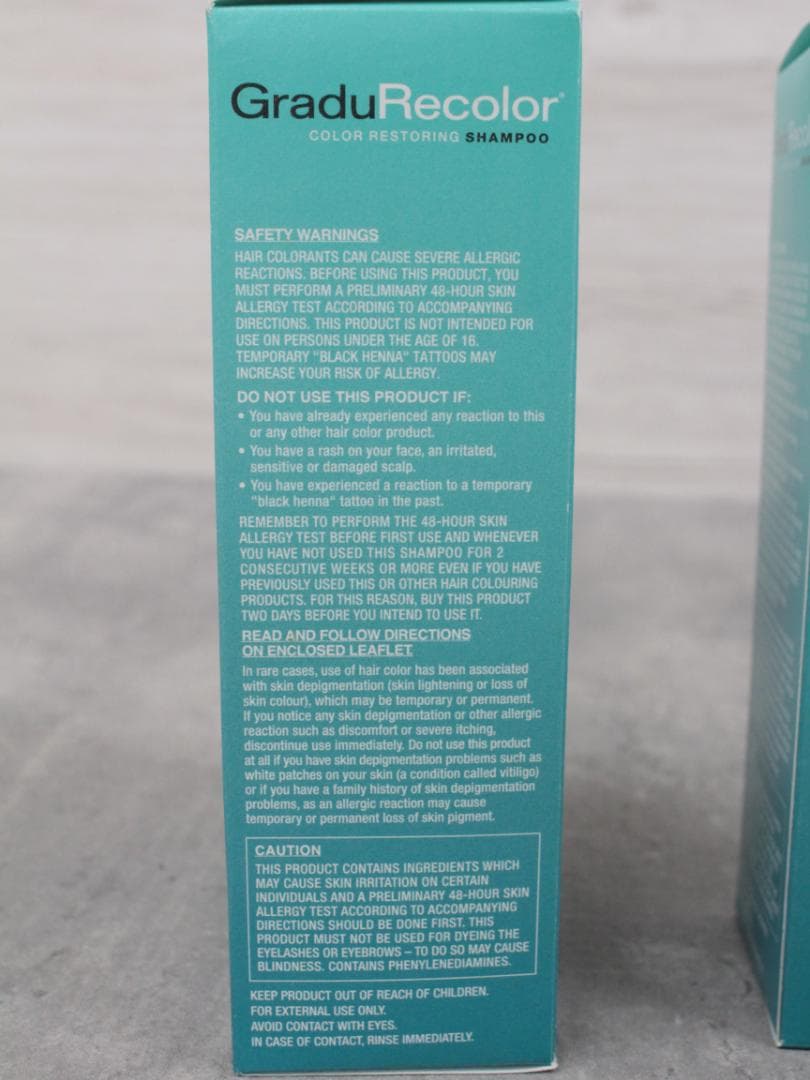 GraduRecolor®
COLOR RESTORING SHAMPOO
SAFETY WARNINGS
HAIR COLORANTS CAN CAUSE SEVERE ALLERGIC
REACTIONS. BEFORE USING THIS PRODUCT, YOU
MUST PERFORM A PRELIMINARY 48-HOUR SKIN
ALLERGY TEST ACCORDING TO ACCOMPANYING
DIRECTIONS. THIS PRODUCT IS NOT INTENDED FOR
USE ON PERSONS UNDER THE AGE OF 16.
TEMPORARY "BLACK HENNA" TATTOOS MAY
INCREASE YOUR RISK OF ALLERGY.
DO NOT USE THIS PRODUCT IF:
• You have already experienced any reaction to this
or any other hair color product.
• You have a rash on your face, an irritated,
sensitive or damaged scalp.
• You have experienced a reaction to a temporary
"black henna" tattoo in the past.
REMEMBER TO PERFORM THE 48-HOUR SKIN
ALLERGY TEST BEFORE FIRST USE AND WHENEVER
YOU HAVE NOT USED THIS SHAMPOO FOR 2
CONSECUTIVE WEEKS OR MORE EVEN IF YOU HAVE
PREVIOUSLY USED THIS OR OTHER HAIR COLOURING
PRODUCTS. FOR THIS REASON, BUY THIS PRODUCT
TWO DAYS BEFORE YOU INTEND TO USE IT.
READ AND FOLLOW DIRECTIONS
ON ENCLOSED LEAFLET.
In rare cases, use of hair color has been associated
with skin depigmentation (skin lightening or loss of
skin colour), which may be temporary or permanent.
If you notice any skin depigmentation or other allergic
reaction such as discomfort or severe itching,
discontinue use immediately. Do not use this product
at all if you have skin depigmentation problems such as
white patches on your skin (a condition called vitiligo)
or if you have a family history of skin depigmentation
problems, as an allergic reaction may cause
temporary or permanent loss of skin pigment.
CAUTION
THIS PRODUCT CONTAINS INGREDIENTS WHICH
MAY CAUSE SKIN IRRITATION ON CERTAIN
INDIVIDUALS AND A PRELIMINARY 48-HOUR SKIN
ALLERGY TEST ACCORDING TO ACCOMPANYING
DIRECTIONS SHOULD BE DONE FIRST. THIS
PRODUCT MUST NOT BE USED FOR DYEING THE
EYELASHES OR EYEBROWS – TO DO SO MAY CAUSE
BLINDNESS. CONTAINS PHENYLENEDIAMINES.
KEEP PRODUCT OUT OF REACH OF CHILDREN.
FOR EXTERNAL USE ONLY.
AVOID CONTACT WITH EYES.
IN CASE OF CONTACT, RINSE IMMEDIATELY.